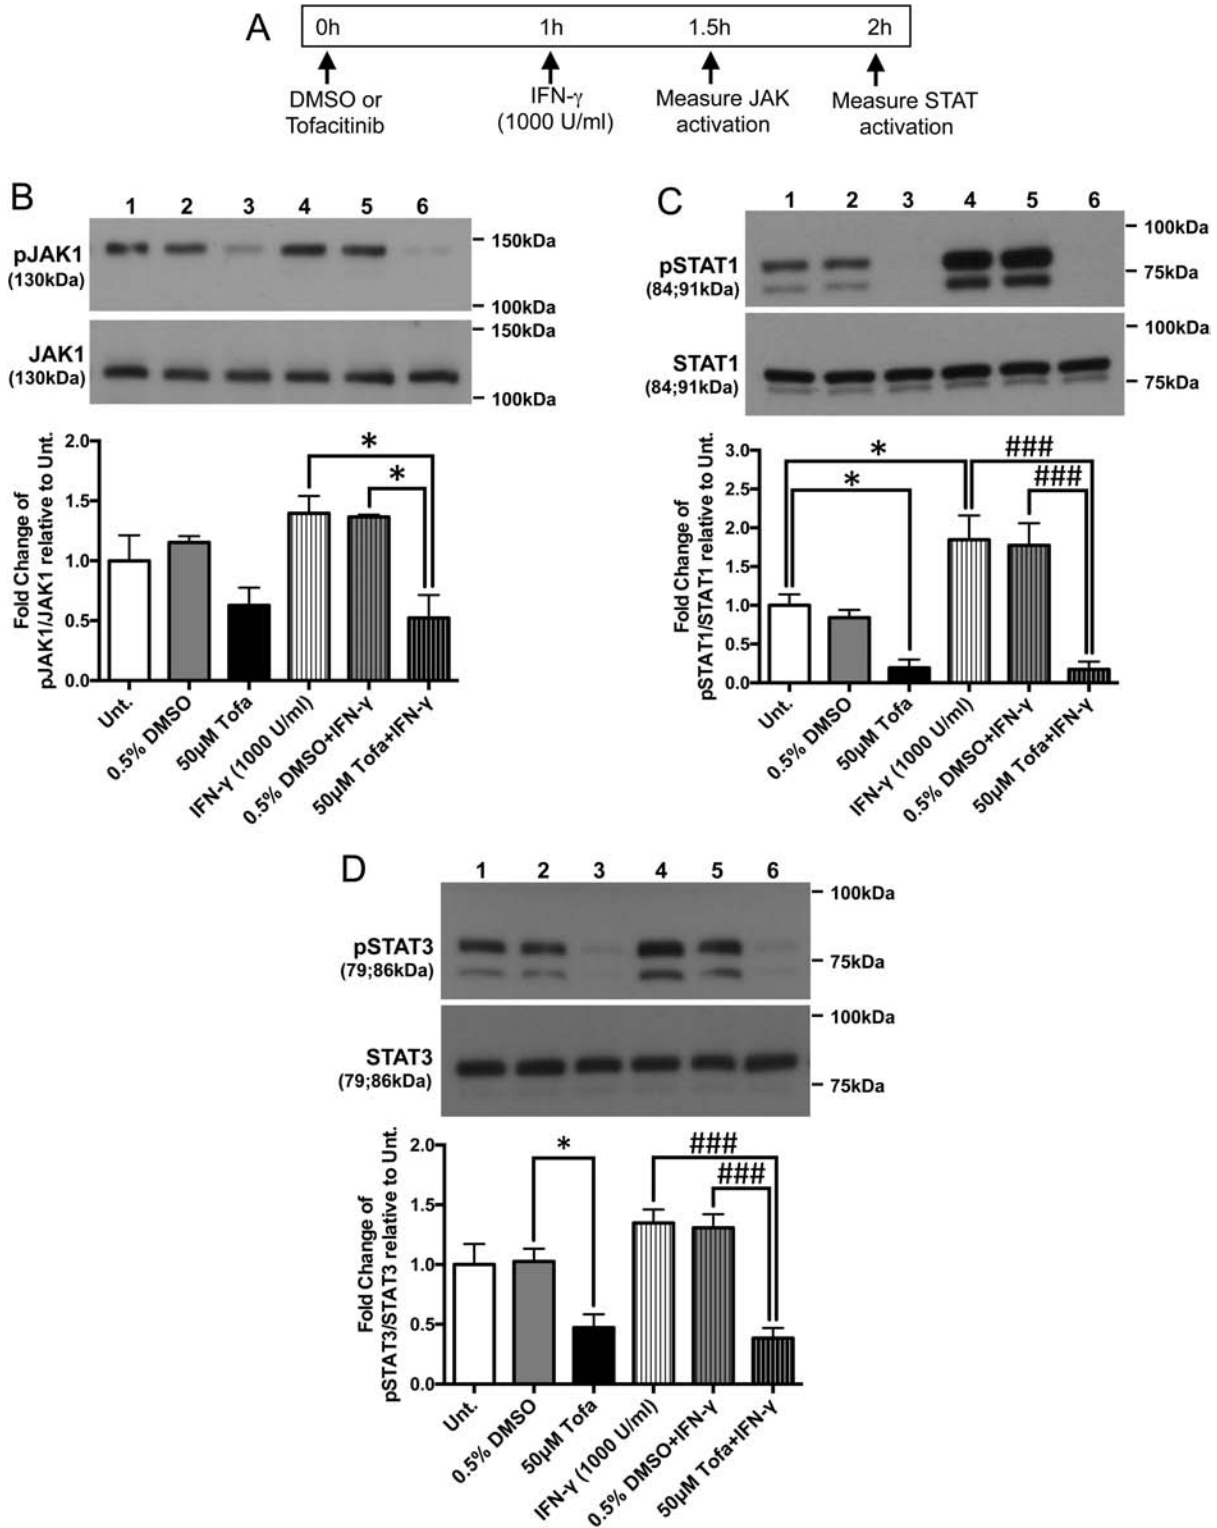 A
0h 1h 1.5h 2h
DMSO or
Tofacitinib
IFN-γ
(1000 U/ml)
Measure JAK
activation
Measure STAT
activation
B
1 2 3 4 5 6
pJAK1
(130kDa)
150kDa
100kDa
JAK1
(130kDa)
150kDa
100kDa
Fold Change of
pJAK1/JAK1 relative to Unt.
2.0
1.5
1.0
0.5
0.0
*
*
Unt.
0.5% DMSO
50μM Tofa
IFN-γ (1000 U/ml)
0.5% DMSO+IFN-γ
50μM Tofa+IFN-γ
C
1 2 3 4 5 6
pSTAT1
(84;91kDa)
100kDa
75kDa
STAT1
(84;91kDa)
100kDa
75kDa
Fold Change of
pSTAT1/STAT1 relative to Unt.
3.0
2.5
2.0
1.5
1.0
0.5
0.0
* ###
* ###
Unt.
0.5% DMSO
50μM Tofa
IFN-γ (1000 U/ml)
0.5% DMSO+IFN-γ
50μM Tofa+IFN-γ
D
1 2 3 4 5 6
pSTAT3
(79;86kDa)
100kDa
75kDa
STAT3
(79;86kDa)
100kDa
75kDa
Fold Change of
pSTAT3/STAT3 relative to Unt.
2.0
1.5
1.0
0.5
0.0
* ###
###
Unt.
0.5% DMSO
50μM Tofa
IFN-γ (1000 U/ml)
0.5% DMSO+IFN-γ
50μM Tofa+IFN-γ